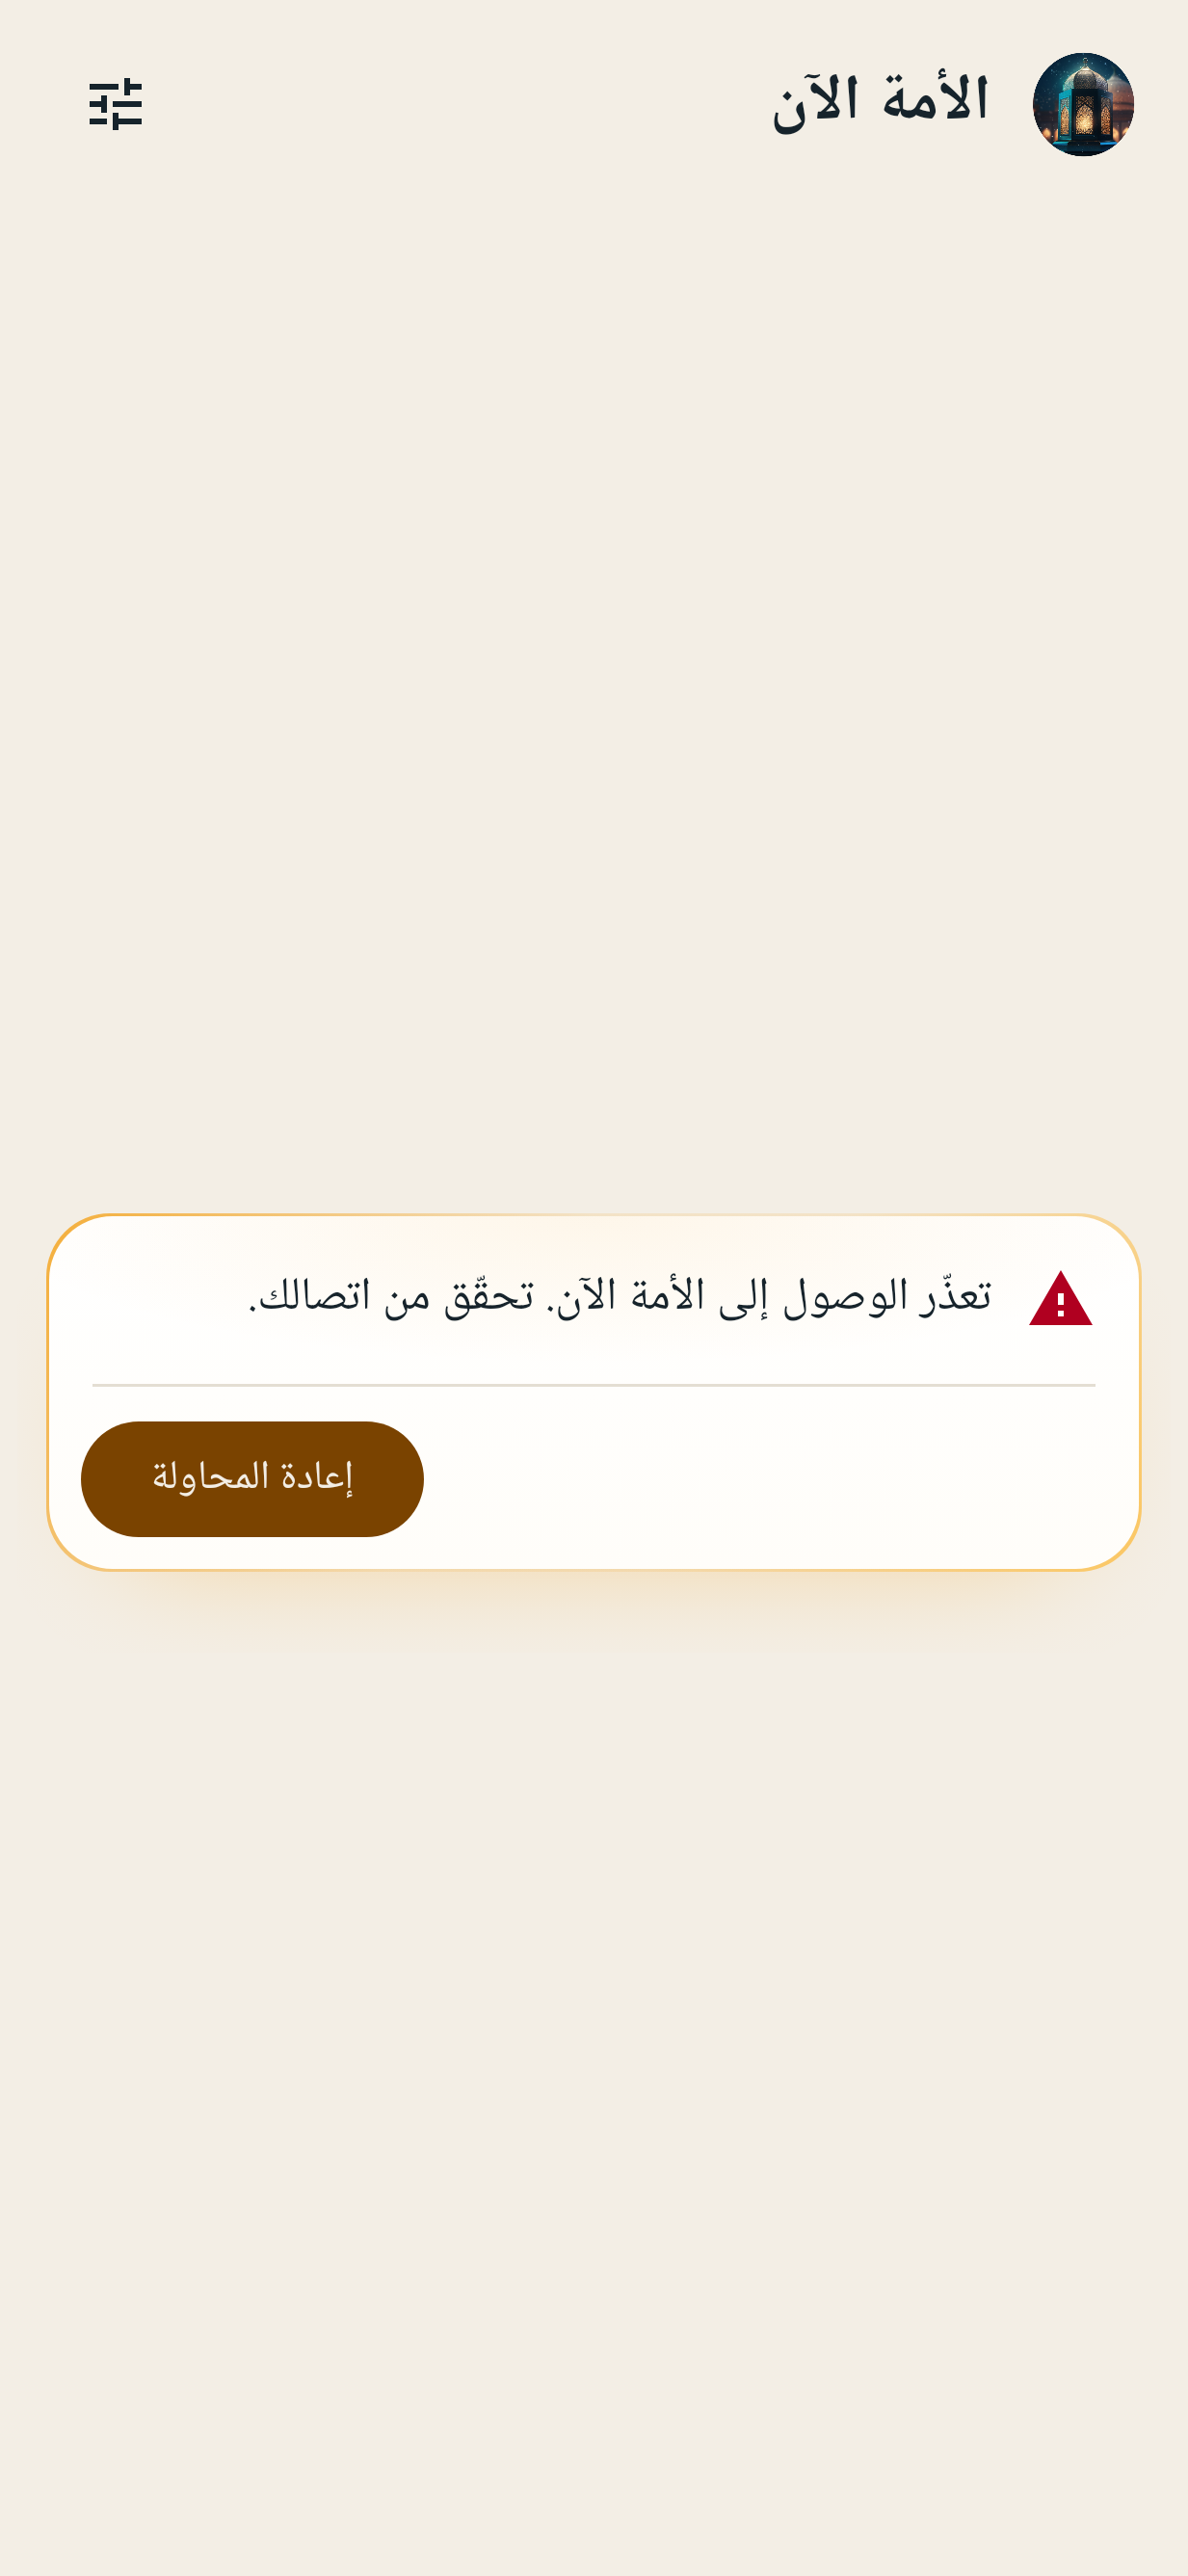 الأمة الآن
تعذّر الوصول إلى الأمة الآن. تحقّق من اتصالك.
إعادة المحاولة